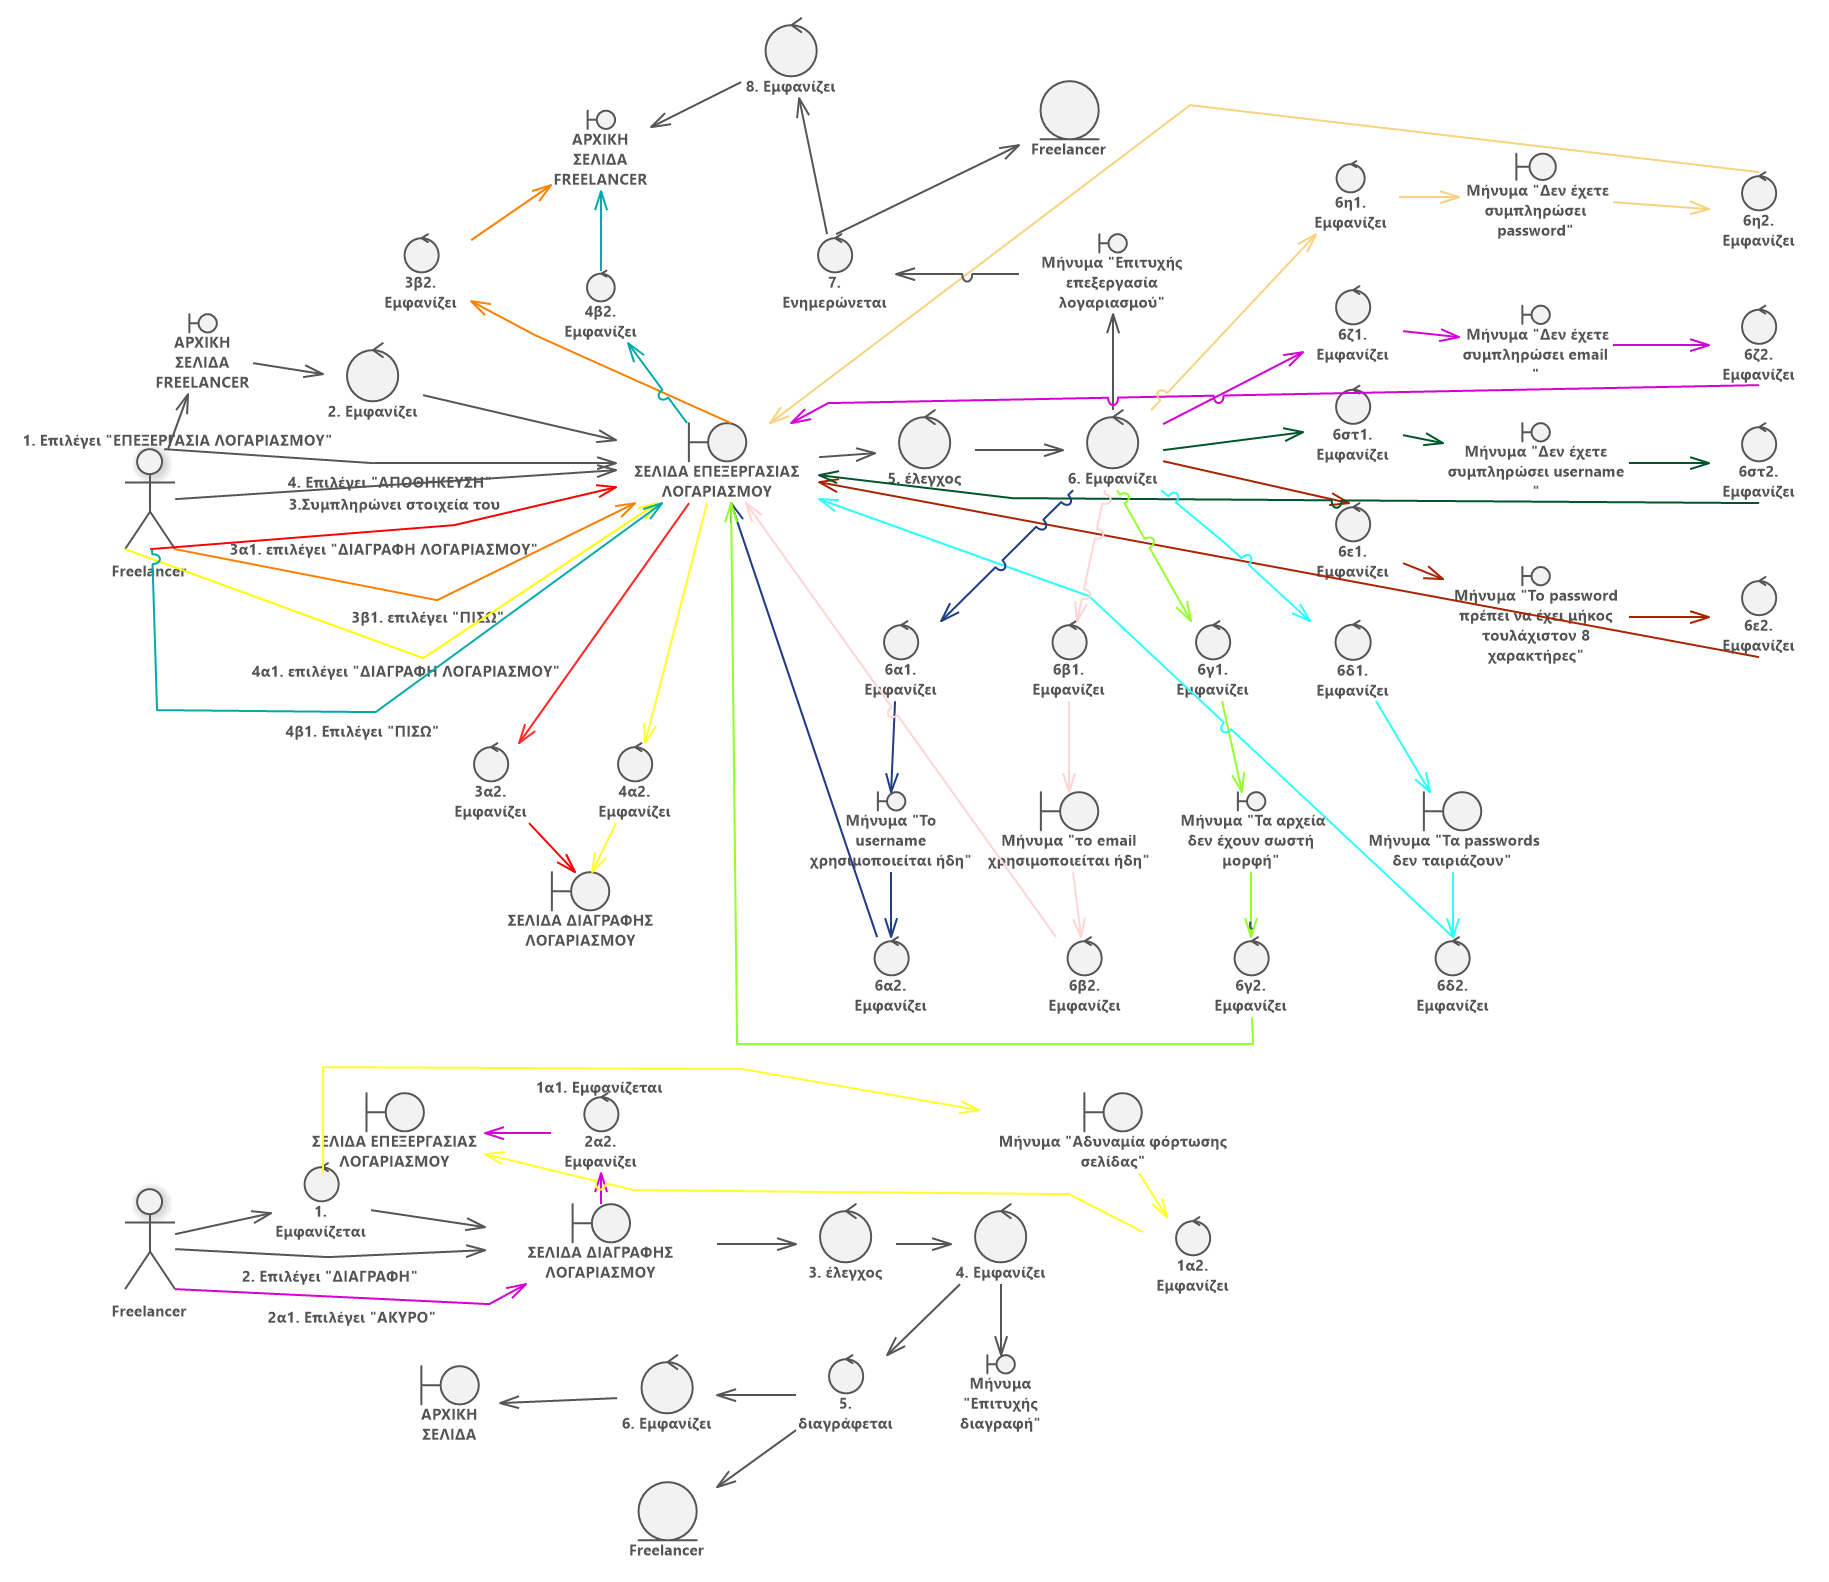 8. Εμφανίζει
ΑΡΧΙΚΗ
ΣΕΛΙΔΑ
FREELANCER
Freelancer
6η1.
Εμφανίζει
Μήνυμα "Δεν έχετε
συμπληρώσει
password"
6η2.
Εμφανίζει
3β2.
Εμφανίζει
4β2.
Εμφανίζει
7.
Ενημερώνεται
Μήνυμα "Επιτυχής
επεξεργασία
λογαριασμού"
ΑΡΧΙΚΗ
ΣΕΛΙΔΑ
FREELANCER
2. Εμφανίζει
6ζ1.
Εμφανίζει
Μήνυμα "Δεν έχετε
συμπληρώσει email
"
6ζ2.
Εμφανίζει
1. Επιλέγει "ΕΠΕΞΕΡΓΑΣΙΑ ΛΟΓΑΡΙΑΣΜΟΥ"
4. Επιλέγει "ΑΠΟΘΗΚΕΥΣΗ"
3.Συμπληρώνει στοιχεία του
ΣΕΛΙΔΑ ΕΠΕΞΕΡΓΑΣΙΑΣ
ΛΟΓΑΡΙΑΣΜΟΥ
5. έλεγχος
6. Εμφανίζει
6στ1.
Εμφανίζει
Μήνυμα "Δεν έχετε
συμπληρώσει username
"
6στ2.
Εμφανίζει
Freelancer
3α1. επιλέγει "ΔΙΑΓΡΑΦΗ ΛΟΓΑΡΙΑΣΜΟΥ"
3β1. επιλέγει "ΠΙΣΩ"
4α1. επιλέγει "ΔΙΑΓΡΑΦΗ ΛΟΓΑΡΙΑΣΜΟΥ"
4β1. Επιλέγει "ΠΙΣΩ"
6ε1.
Εμφανίζει
Μήνυμα "Το password
πρέπει να έχει μήκος
τουλάχιστον 8
χαρακτήρες"
6ε2.
Εμφανίζει
6α1.
Εμφανίζει
6β1.
Εμφανίζει
6γ1.
Εμφανίζει
6δ1.
Εμφανίζει
3α2.
Εμφανίζει
4α2.
Εμφανίζει
Μήνυμα "Το
username
χρησιμοποιείται ήδη"
Μήνυμα "το email
χρησιμοποιείται ήδη"
Μήνυμα "Τα αρχεία
δεν έχουν σωστή
μορφή"
Μήνυμα "Τα passwords
δεν ταιριάζουν"
ΣΕΛΙΔΑ ΔΙΑΓΡΑΦΗΣ
ΛΟΓΑΡΙΑΣΜΟΥ
6α2.
Εμφανίζει
6β2.
Εμφανίζει
6γ2.
Εμφανίζει
6δ2.
Εμφανίζει
1α1. Εμφανίζεται
ΣΕΛΙΔΑ ΕΠΕΞΕΡΓΑΣΙΑΣ
ΛΟΓΑΡΙΑΣΜΟΥ
2α2.
Εμφανίζει
Μήνυμα "Αδυναμία φόρτωσης
σελίδας"
1.
Εμφανίζεται
ΣΕΛΙΔΑ ΔΙΑΓΡΑΦΗΣ
ΛΟΓΑΡΙΑΣΜΟΥ
3. έλεγχος
4. Εμφανίζει
1α2.
Εμφανίζει
2. Επιλέγει "ΔΙΑΓΡΑΦΗ"
Freelancer
2α1. Επιλέγει "ΑΚΥΡΟ"
ΑΡΧΙΚΗ
ΣΕΛΙΔΑ
6. Εμφανίζει
5.
διαγράφεται
Μήνυμα
"Επιτυχής
διαγραφή"
Freelancer